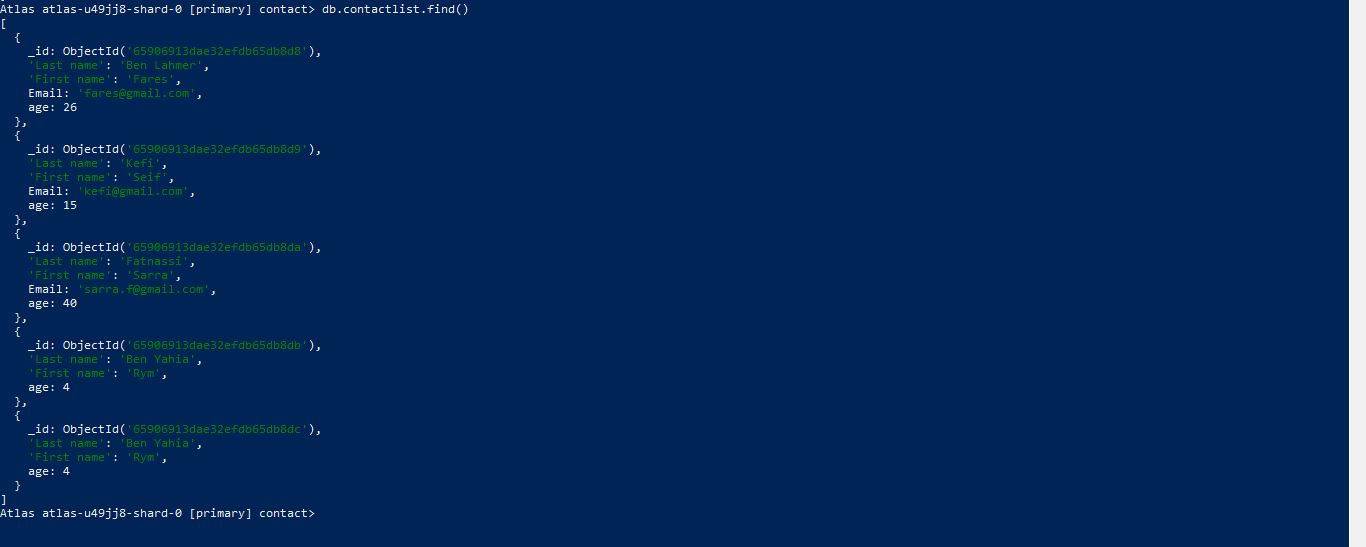 Atlas atlas-u49jj8-shard-0 [primary] contact> db.contactlist.find()
[
  {
    _id: ObjectId('65906913dae32efdb65db8d8'),
    'Last name': 'Ben Lahmer',
    'First name': 'Fares',
    Email: 'fares@gmail.com',
    age: 26
  },
  {
    _id: ObjectId('65906913dae32efdb65db8d9'),
    'Last name': 'Kefi',
    'First name': 'Seif',
    Email: 'kefi@gmail.com',
    age: 15
  },
  {
    _id: ObjectId('65906913dae32efdb65db8da'),
    'Last name': 'Fatnassi',
    'First name': 'Sarra',
    Email: 'sarra.f@gmail.com',
    age: 40
  },
  {
    _id: ObjectId('65906913dae32efdb65db8db'),
    'Last name': 'Ben Yahia',
    'First name': 'Rym',
    age: 4
  },
  {
    _id: ObjectId('65906913dae32efdb65db8dc'),
    'Last name': 'Ben Yahia',
    'First name': 'Rym',
    age: 4
  }
]
Atlas atlas-u49jj8-shard-0 [primary] contact>